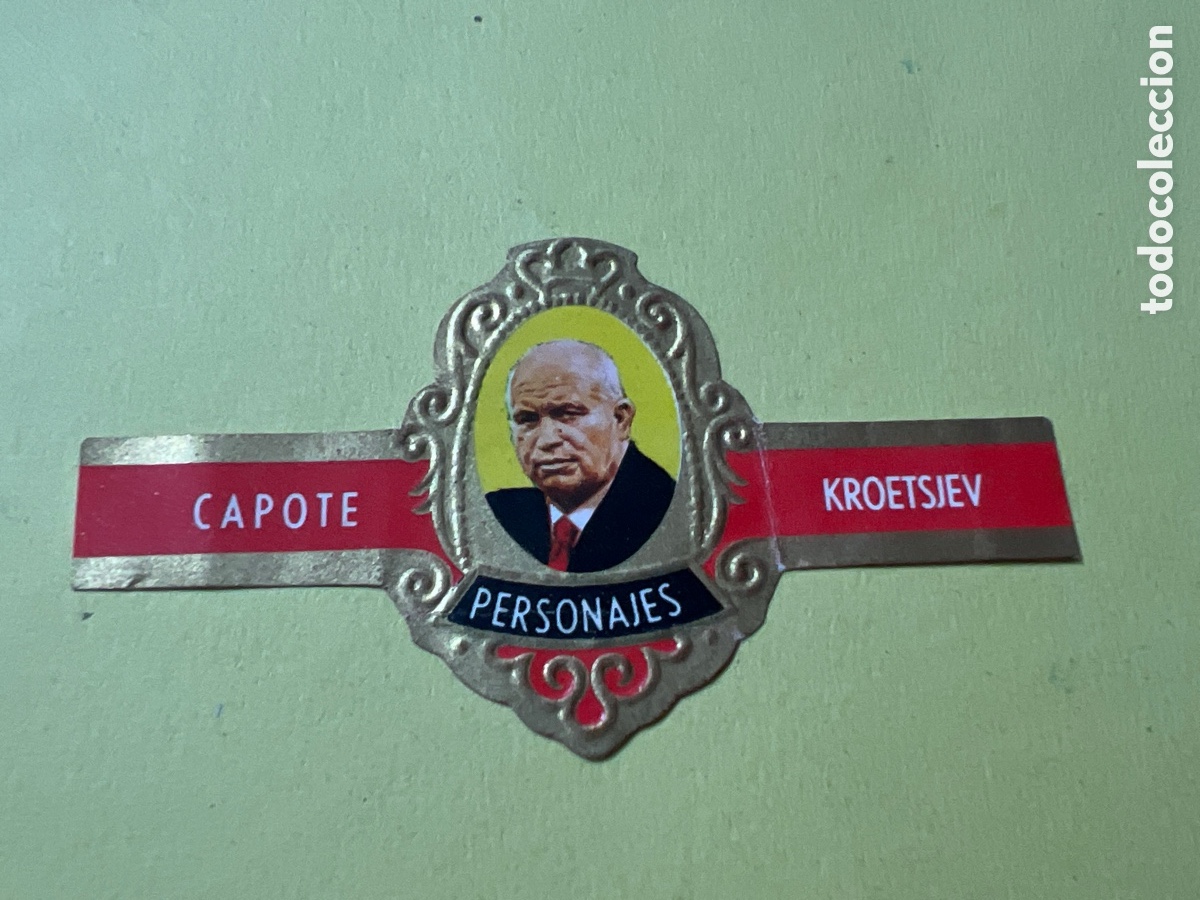 CAPOTE
KROETSJEV
PERSONAJES
todocoleccion